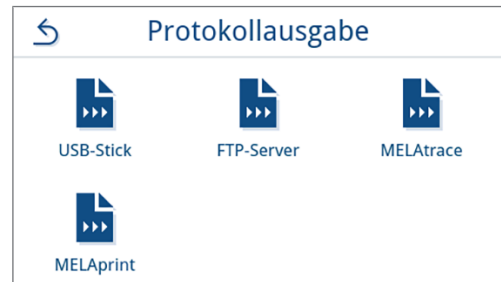 Protokollausgabe
USB-Stick
FTP-Server
MELAtrace
MELAprint